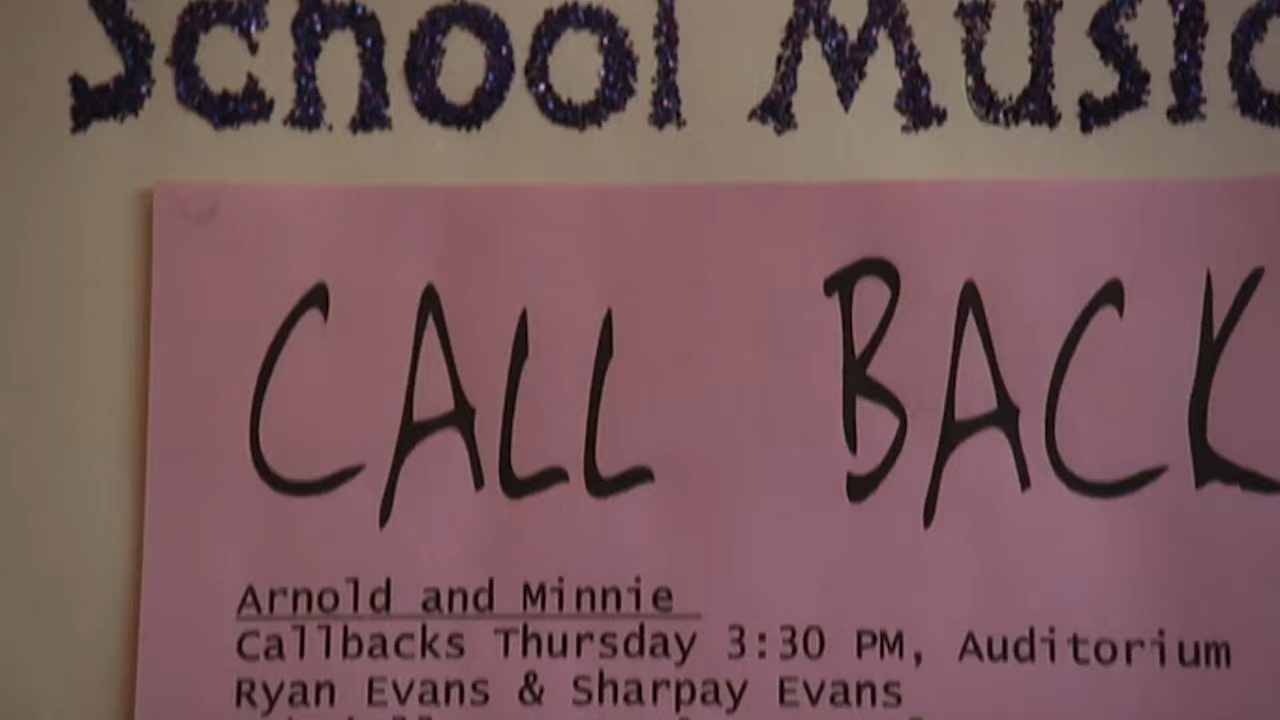 School Music
CALL BACK
Arnold and Minnie
Callbacks Thursday 3:30 PM, Auditorium
Ryan Evans & Sharpay Evans